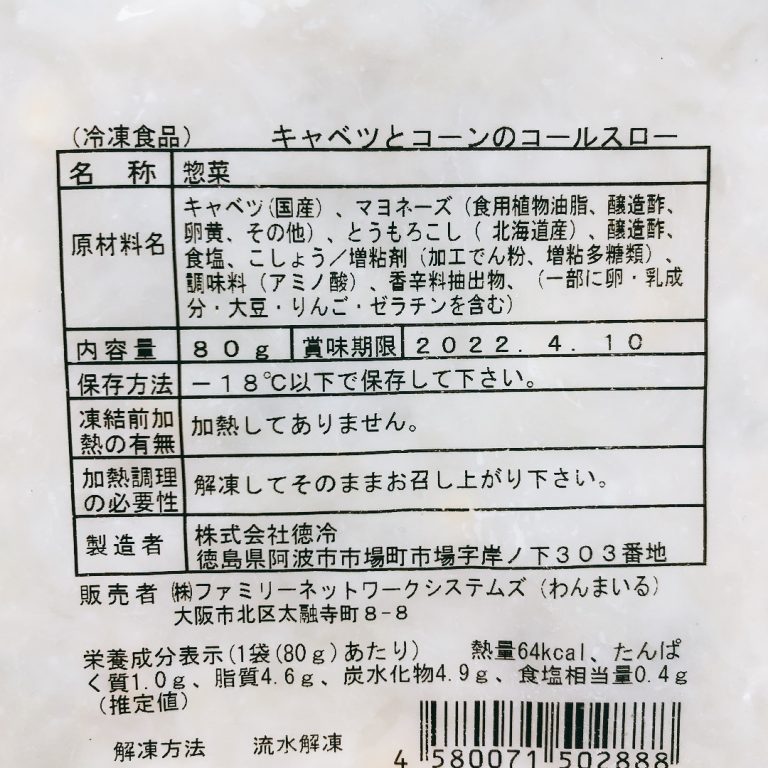 (冷凍食品) キャベツとコーンのコールスロー
名 称 惣菜
原材料名
キャベツ(国産)、マヨネーズ(食用植物油脂、醸造酢、
卵黄、その他)、とうもろこし( 北海道産)、醸造酢、
食塩、こしょう/増粘剤(加工でん粉、増粘多糖類)、
調味料(アミノ酸)、香辛料抽出物、(一部に卵・乳成
分・大豆・りんご・ゼラチンを含む)
内容量 80g 賞味期限 2022. 4. 10
保存方法 -18℃以下で保存して下さい。
凍結前加
熱の有無
加熱してありません。
加熱調理
の必要性
解凍してそのままお召し上がり下さい。
製造者
株式会社徳冷
徳島県阿波市市場町市場字岸ノ下303番地
販売者 ㈱ファミリーネットワークシステムズ(わんまいる)
大阪市北区太融寺町8-8
栄養成分表示(1袋(80g)あたり) 熱量64kcal、たんぱ
く質1.0g、脂質4.6g、炭水化物4.9g、食塩相当量0.4g
(推定値)
解凍方法 流水解凍
4 580071 502888